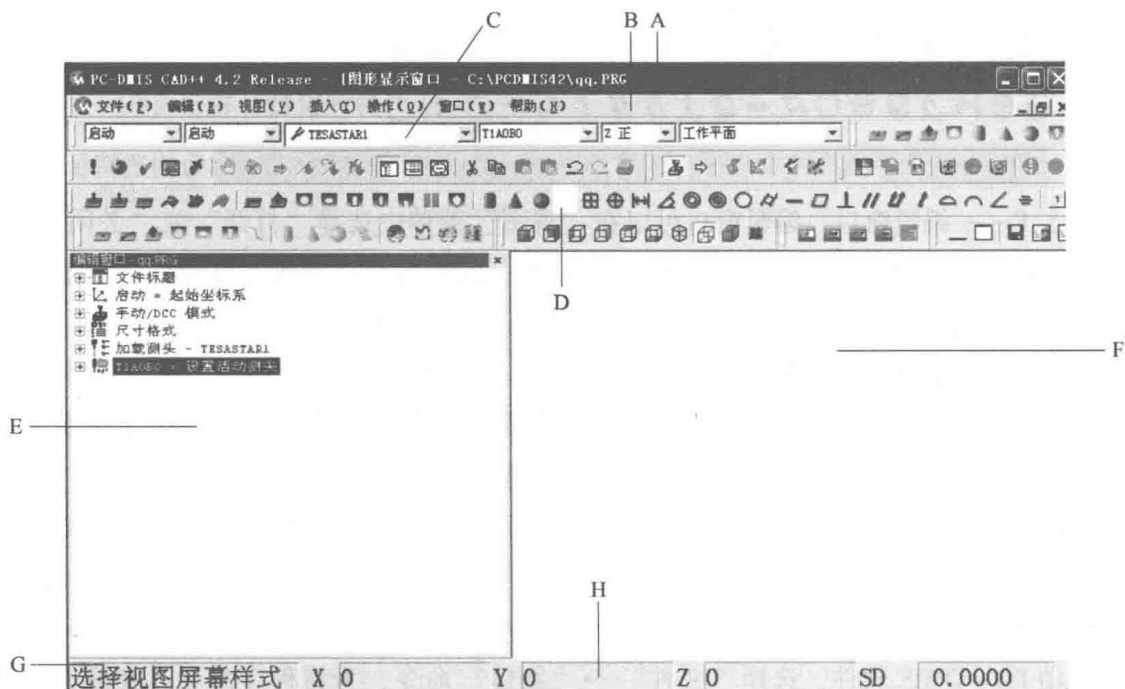 C
B A
PC-DMIS CAD++ 4.2 Release - [图形显示窗口 - C:\PCDMIS42\qq.PRG
文件(F) 编辑(E) 视图(V) 插入(I) 操作(O) 窗口(W) 帮助(H)
启动 启动 TESASTAR1 T1A0B0 Z 正 工作平面
D
编辑窗口-qq.PRG
文件标题
启动 = 起始坐标系
手动/DCC 模式
尺寸格式
加载测头 - TESASTAR1
T1A0B0 = 设置活动测头
F
E
H
G
选择视图屏幕样式 X 0 Y 0 Z 0 SD 0.0000